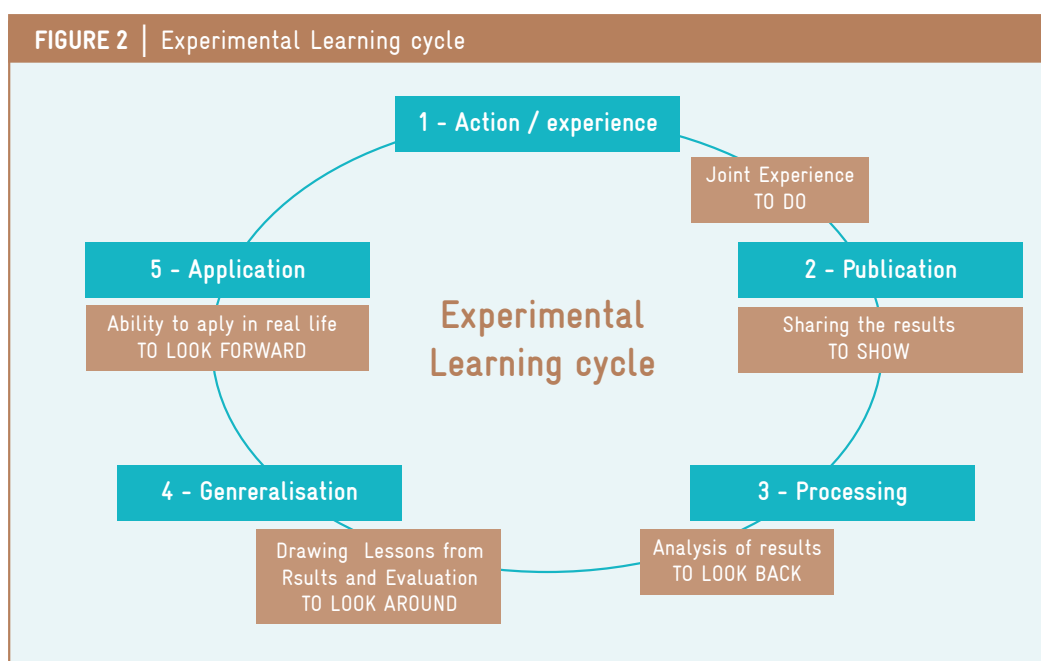 FIGURE 2 | Experimental Learning cycle
1 - Action / experience
Joint Experience
TO DO
2 - Publication
Sharing the results
TO SHOW
3 - Processing
Analysis of results
TO LOOK BACK
4 - Genreralisation
Drawing Lessons from
Rsults and Evaluation
TO LOOK AROUND
5 - Application
Ability to aply in real life
TO LOOK FORWARD
Experimental
Learning cycle